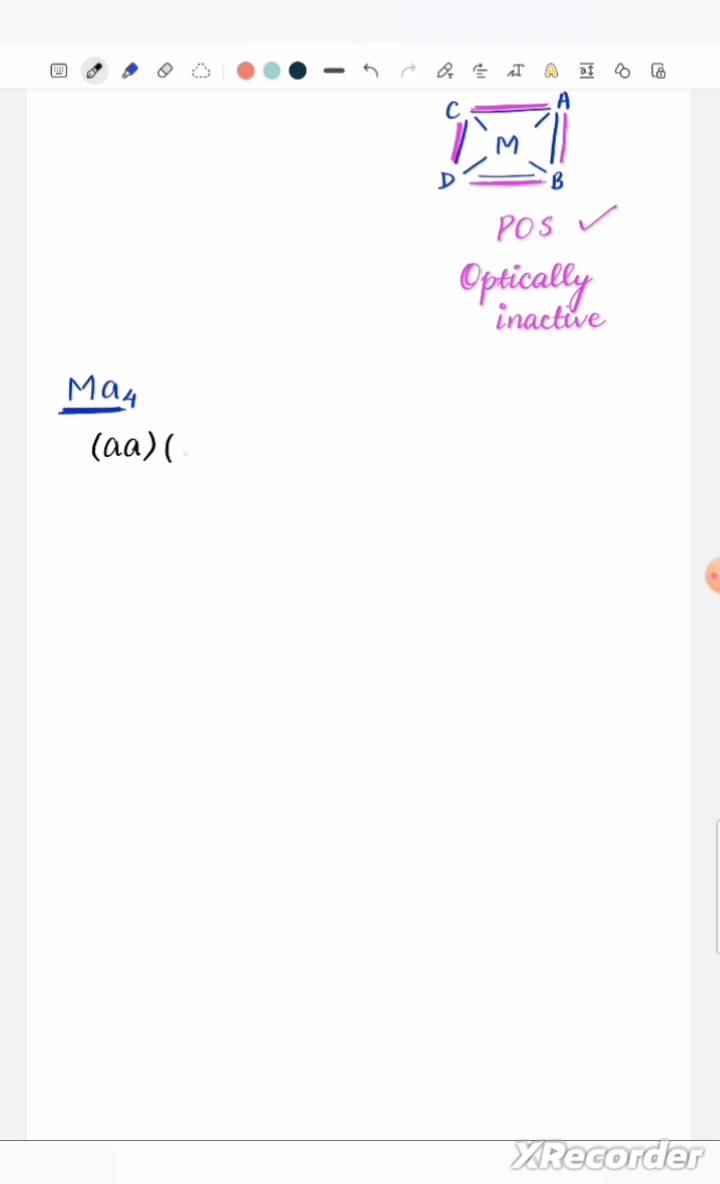 C A
M
D B
POS ✓
Optically
inactive
Ma₄
(aa)(
XRecorder